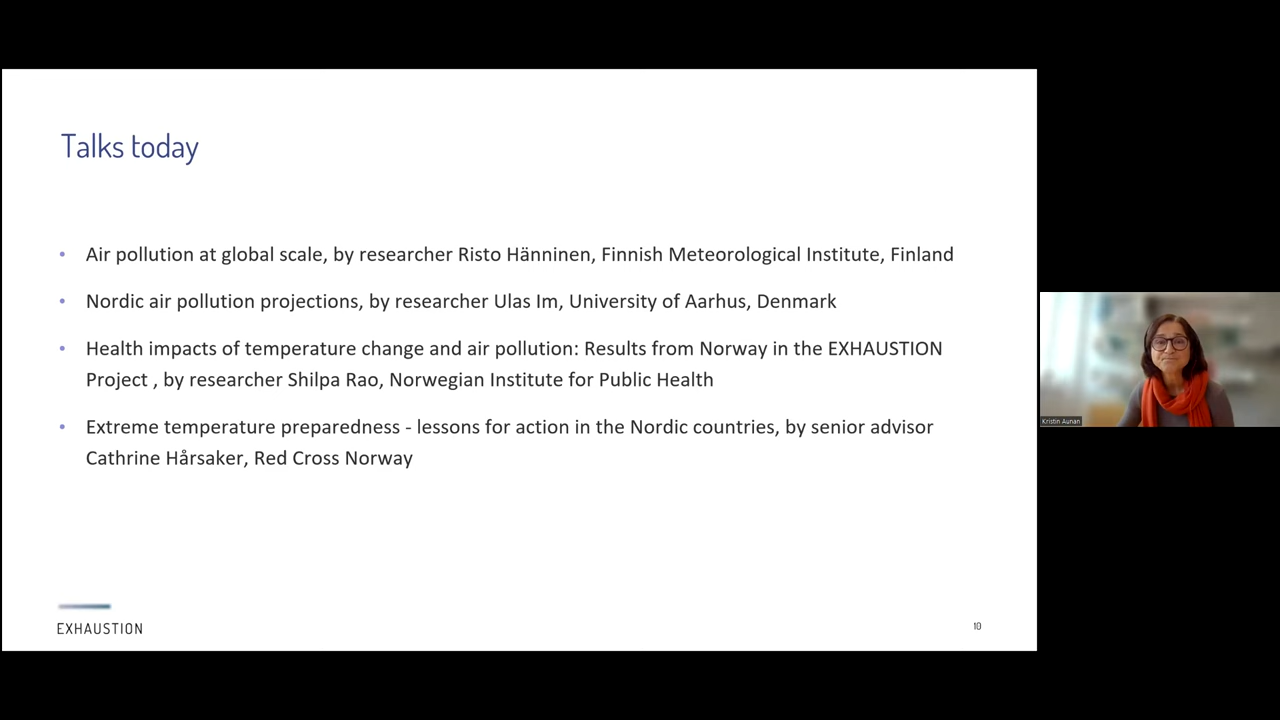 Talks today
• Air pollution at global scale, by researcher Risto Hänninen, Finnish Meteorological Institute, Finland
• Nordic air pollution projections, by researcher Ulas Im, University of Aarhus, Denmark
• Health impacts of temperature change and air pollution: Results from Norway in the EXHAUSTION
Project , by researcher Shilpa Rao, Norwegian Institute for Public Health
• Extreme temperature preparedness - lessons for action in the Nordic countries, by senior advisor
Cathrine Hårsaker, Red Cross Norway
EXHAUSTION
10
Kristin Aunan